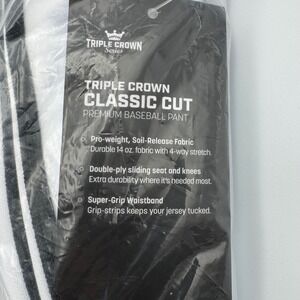 TRIPLE CROWN
Series
TRIPLE CROWN
CLASSIC CUT
PREMIUM BASEBALL PANT
Pro-weight, Soil-Release Fabric
Durable 14 oz. fabric with 4-way stretch.
Double-ply sliding seat and knees
Extra durability where it's needed most.
Super-Grip Waistband
Grip-strips keeps your jersey tucked.